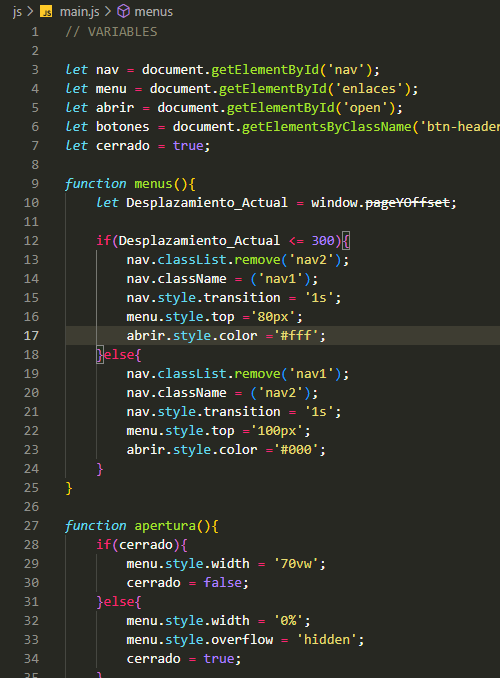 js > JS main.js > menus
1 // VARIABLES
2
3 let nav = document.getElementById('nav');
4 let menu = document.getElementById('enlaces');
5 let abrir = document.getElementById('open');
6 let botones = document.getElementsByClassName('btn-header
7 let cerrado = true;
8
9 function menus(){
10 let Desplazamiento_Actual = window.pageYOffset;
11
12 if(Desplazamiento_Actual <= 300){
13 nav.classList.remove('nav2');
14 nav.className = ('nav1');
15 nav.style.transition = '1s';
16 menu.style.top ='80px';
17 abrir.style.color ='#fff';
18 }else{
19 nav.classList.remove('nav1');
20 nav.className = ('nav2');
21 nav.style.transition = '1s';
22 menu.style.top ='100px';
23 abrir.style.color ='#000';
24 }
25 }
26
27 function apertura(){
28 if(cerrado){
29 menu.style.width = '70vw';
30 cerrado = false;
31 }else{
32 menu.style.width = '0%';
33 menu.style.overflow = 'hidden';
34 cerrado = true;
35 }